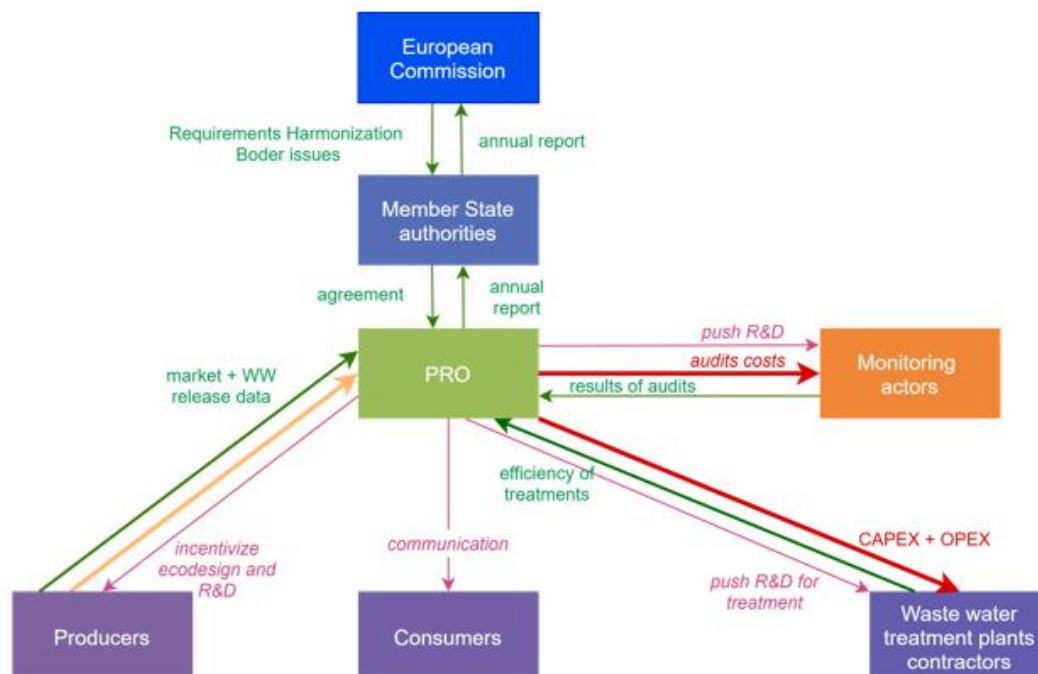 European
Commission
Requirements Harmonization
Boder issues
annual report
Member State
authorities
agreement
annual
report
market + WW
release data
PRO
push R&D
audits costs
results of audits
Monitoring
actors
efficiency of
treatments
incentivize
ecodesign and
R&D
communication
CAPEX + OPEX
push R&D for
treatment
Producers
Consumers
Waste water
treatment plants
contractors